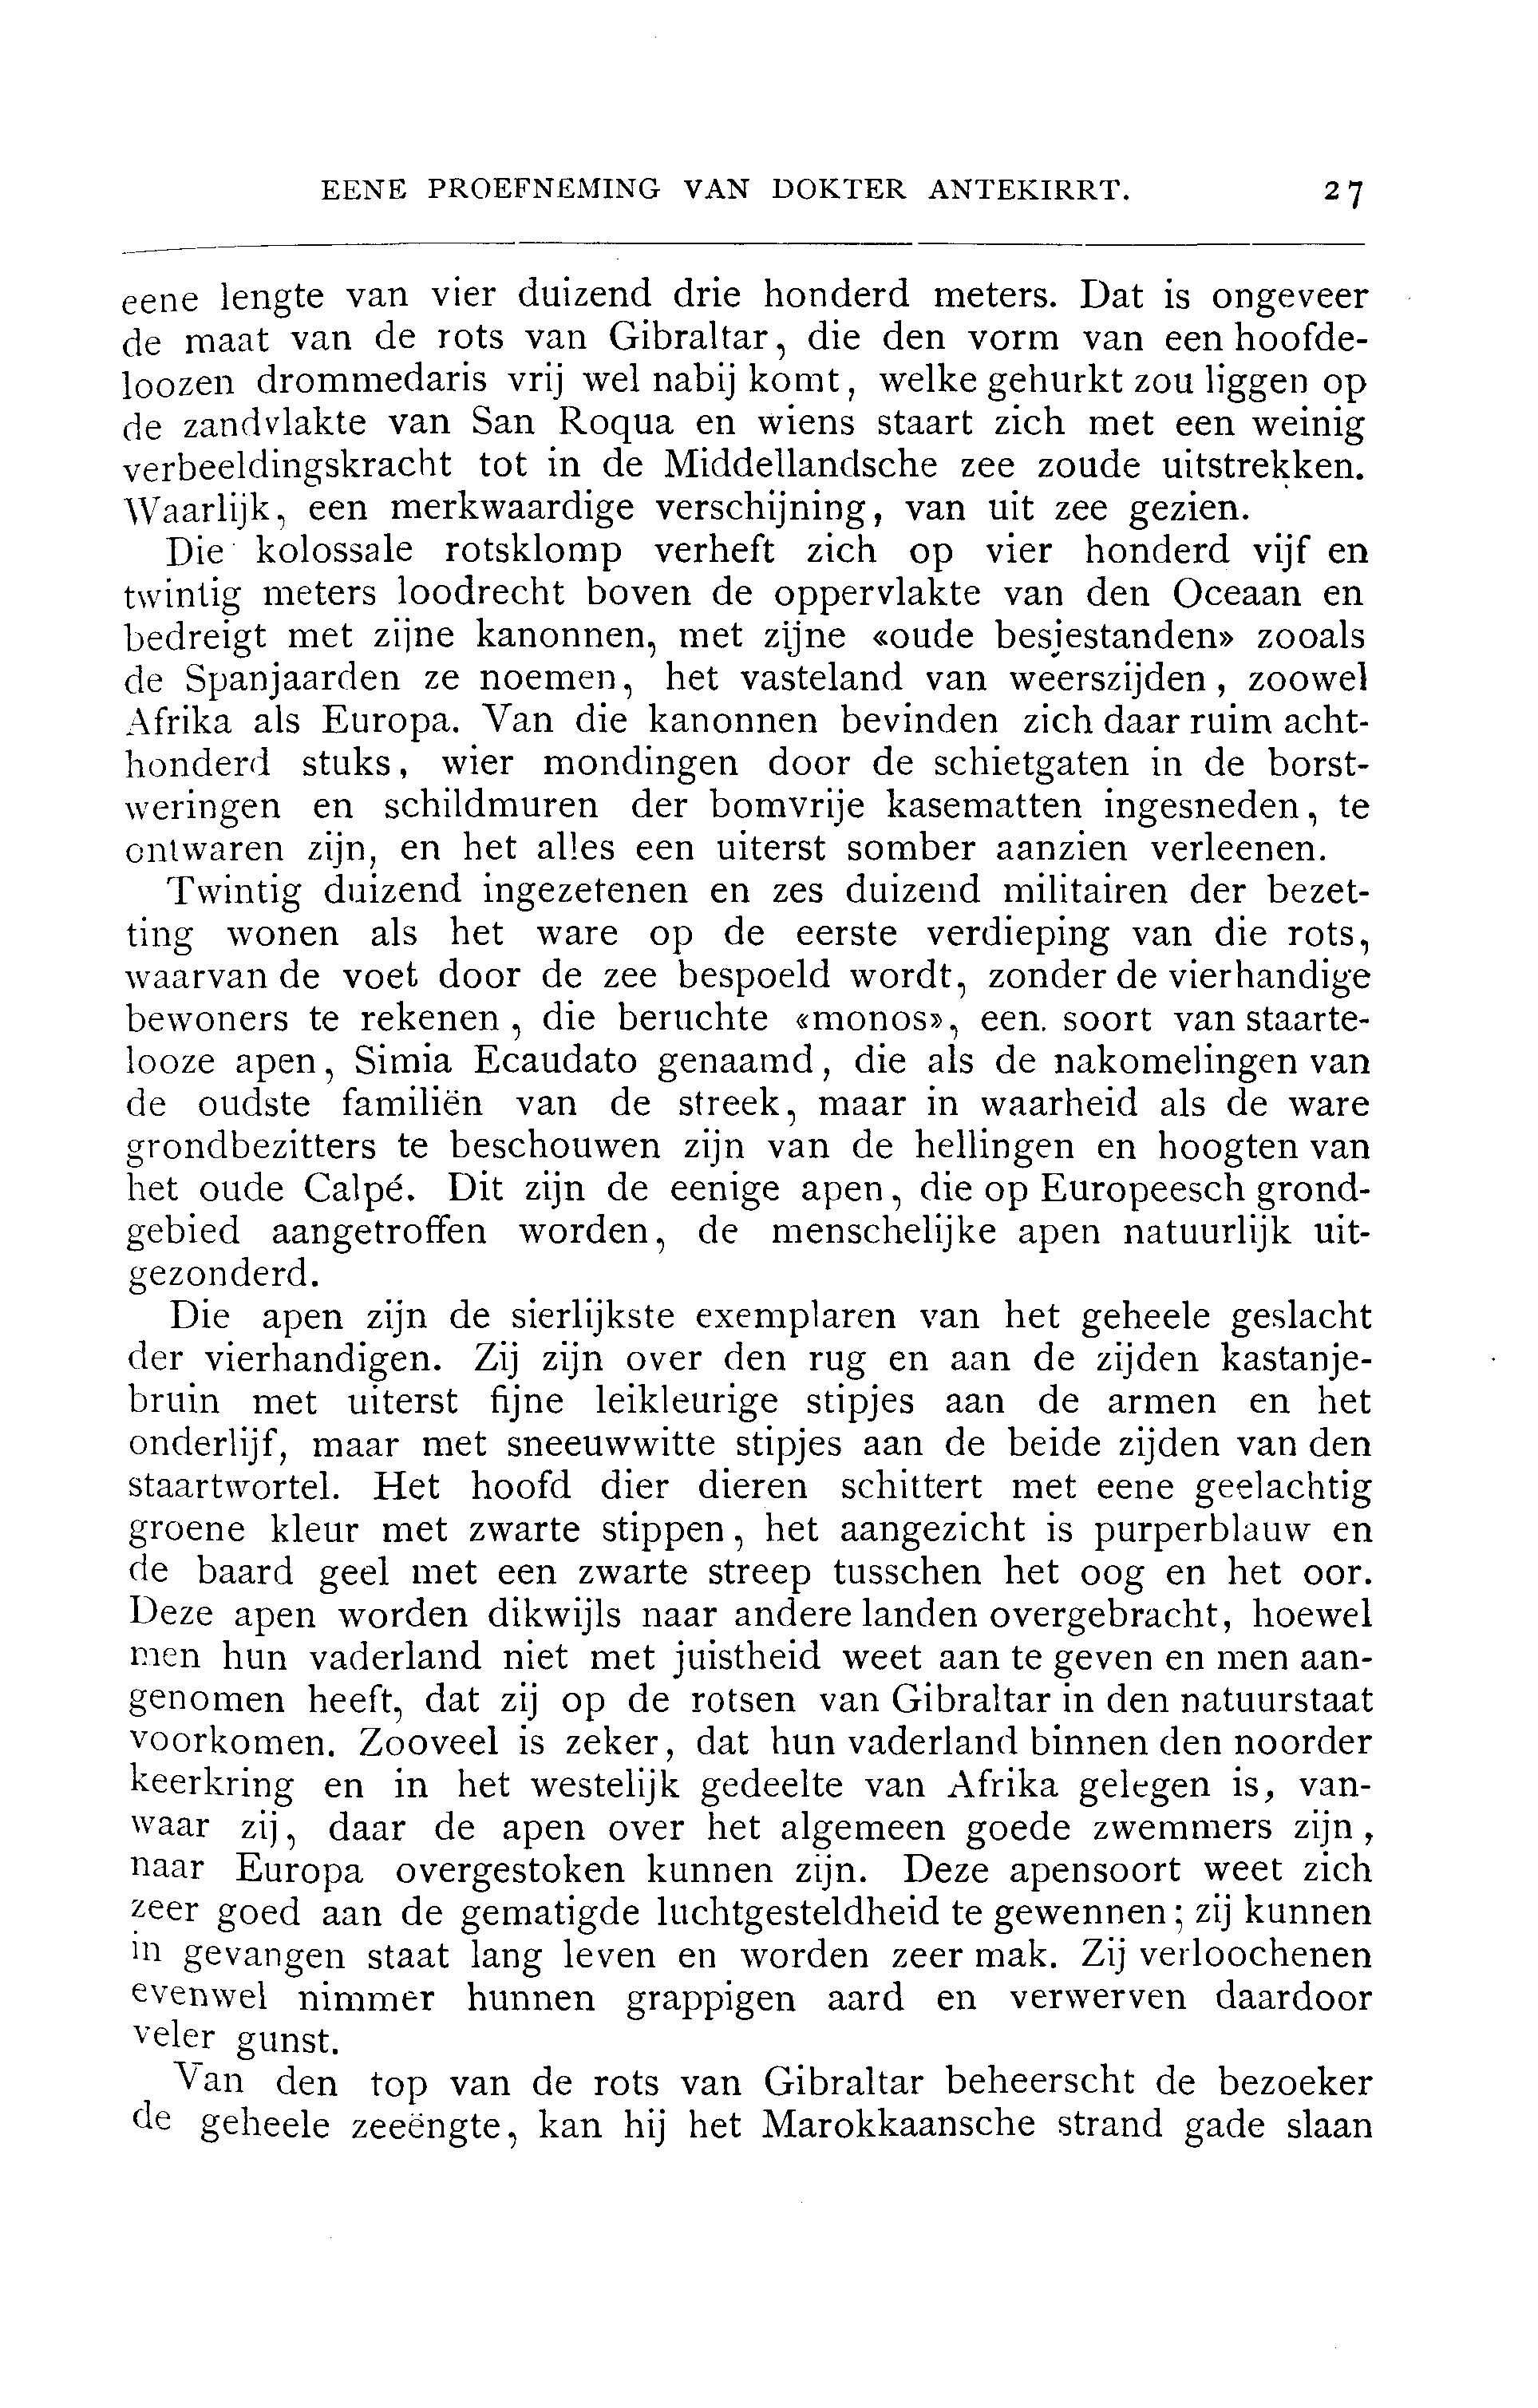 EENE PROEFNEMING VAN DOKTER ANTEKIRRT. 27
eene lengte van vier duizend drie honderd meters. Dat is ongeveer
de maat van de rots van Gibraltar, die den vorm van een hoofde-
loozen drommedaris vrij wel nabij komt, welke gehurkt zou liggen op
de zandvlakte van San Roqua en wiens staart zich met een weinig
verbeeldingskracht tot in de Middellandsche zee zoude uitstrekken.
Waarlijk, een merkwaardige verschijning, van uit zee gezien.
Die kolossale rotsklomp verheft zich op vier honderd vijf en
twintig meters loodrecht boven de oppervlakte van den Oceaan en
bedreigt met zijne kanonnen, met zijne «oude besjestanden» zooals
de Spanjaarden ze noemen, het vasteland van weerszijden, zoowel
Afrika als Europa. Van die kanonnen bevinden zich daar ruim acht-
honderd stuks, wier mondingen door de schietgaten in de borst-
weringen en schildmuren der bomvrije kasematten ingesneden, te
ontwaren zijn, en het alles een uiterst somber aanzien verleenen.
Twintig duizend ingezetenen en zes duizend militairen der bezet-
ting wonen als het ware op de eerste verdieping van die rots,
waarvan de voet door de zee bespoeld wordt, zonder de vierhandige
bewoners te rekenen, die beruchte «monos», een. soort van staarte-
looze apen, Simia Ecaudato genaamd, die als de nakomelingen van
de oudste familiën van de streek, maar in waarheid als de ware
grondbezitters te beschouwen zijn van de hellingen en hoogten van
het oude Calpé. Dit zijn de eenige apen, die op Europeesch grond-
gebied aangetroffen worden, de menschelijke apen natuurlijk uit-
gezonderd.
Die apen zijn de sierlijkste exemplaren van het geheele geslacht
der vierhandigen. Zij zijn over den rug en aan de zijden kastanje-
bruin met uiterst fijne leikleurige stipjes aan de armen en het
onderlijf, maar met sneeuwwitte stipjes aan de beide zijden van den
staartwortel. Het hoofd dier dieren schittert met eene geelachtig
groene kleur met zwarte stippen, het aangezicht is purperblauw en
de baard geel met een zwarte streep tusschen het oog en het oor.
Deze apen worden dikwijls naar andere landen overgebracht, hoewel
men hun vaderland niet met juistheid weet aan te geven en men aan-
genomen heeft, dat zij op de rotsen van Gibraltar in den natuurstaat
voorkomen. Zooveel is zeker, dat hun vaderland binnen den noorder
keerkring en in het westelijk gedeelte van Afrika gelegen is, van-
waar zij, daar de apen over het algemeen goede zwemmers zijn,
naar Europa overgestoken kunnen zijn. Deze apensoort weet zich
zeer goed aan de gematigde luchtgesteldheid te gewennen; zij kunnen
in gevangen staat lang leven en worden zeer mak. Zij verloochenen
evenwel nimmer hunnen grappigen aard en verwerven daardoor
veler gunst.
Van den top van de rots van Gibraltar beheerscht de bezoeker
de geheele zeeëngte, kan hij het Marokkaansche strand gade slaan